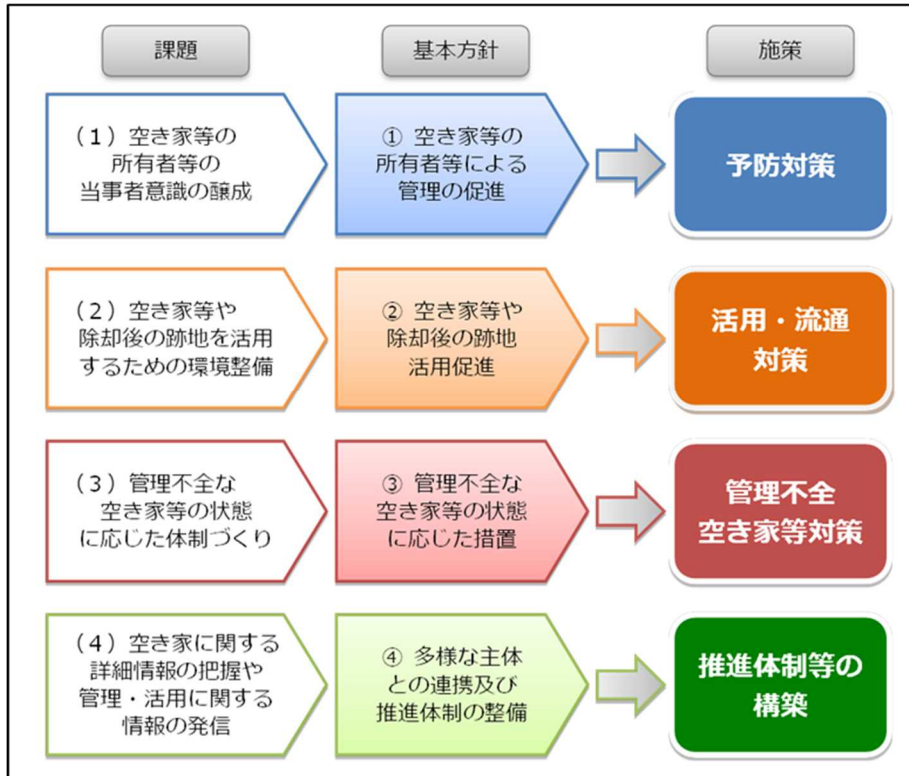 課題
基本方針
施策
（１）空き家等の
所有者等の
当事者意識の醸成
① 空き家等の
所有者等による
管理の促進
予防対策
（２）空き家等や
除却後の跡地を活用
するための環境整備
② 空き家等や
除却後の跡地
活用促進
活用・流通
対策
（３）管理不全な
空き家等の状態
に応じた体制づくり
③ 管理不全な
空き家等の状態
に応じた措置
管理不全
空き家等対策
（４）空き家に関する
詳細情報の把握や
管理・活用に関する
情報の発信
④ 多様な主体
との連携及び
推進体制の整備
推進体制等の
構築